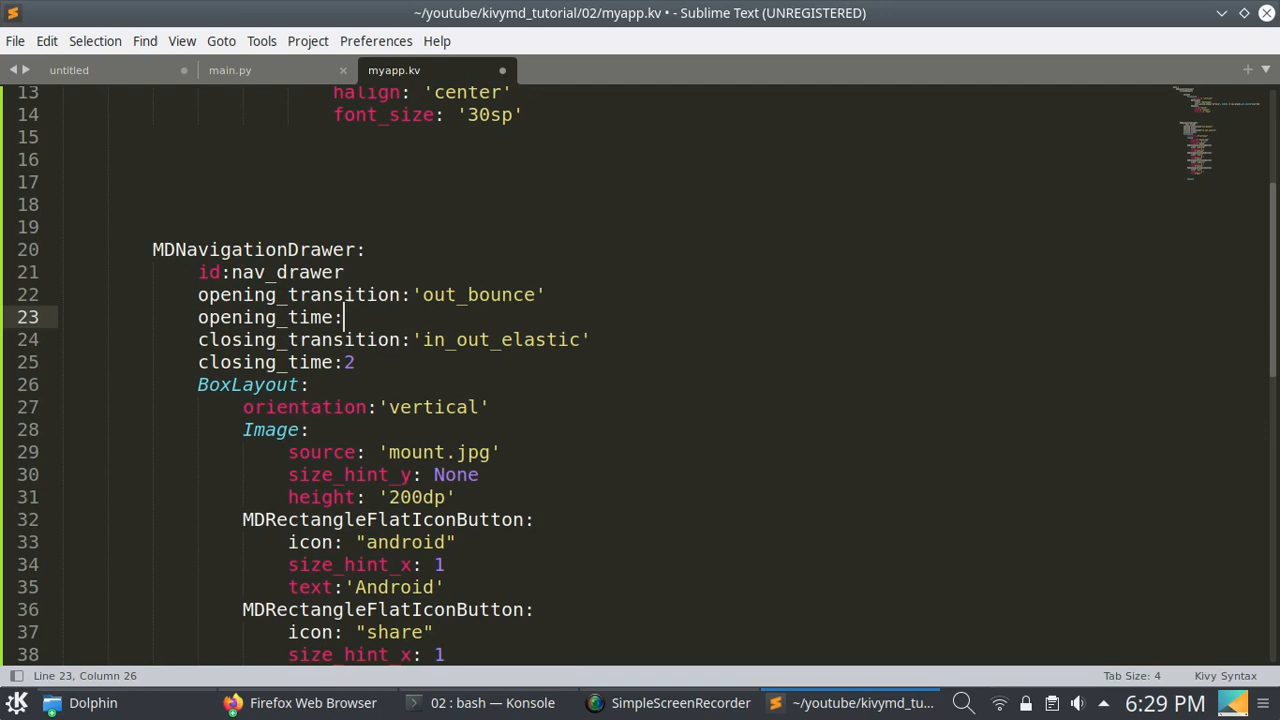 ~/youtube/kivymd_tutorial/02/myapp.kv • - Sublime Text (UNREGISTERED)
File Edit Selection Find View Goto Tools Project Preferences Help
untitled main.py myapp.kv
13 halign: 'center'
14 font_size: '30sp'
15
16
17
18
19
20 MDNavigationDrawer:
21 id:nav_drawer
22 opening_transition:'out_bounce'
23 opening_time:
24 closing_transition:'in_out_elastic'
25 closing_time:2
26 BoxLayout:
27 orientation:'vertical'
28 Image:
29 source: 'mount.jpg'
30 size_hint_y: None
31 height: '200dp'
32 MDRectangleFlatIconButton:
33 icon: "android"
34 size_hint_x: 1
35 text:'Android'
36 MDRectangleFlatIconButton:
37 icon: "share"
38 size_hint_x: 1
Line 23, Column 26 Tab Size: 4 Kivy Syntax
Dolphin Firefox Web Browser 02 : bash — Konsole SimpleScreenRecorder ~/youtube/kivymd_tu... 6:29 PM